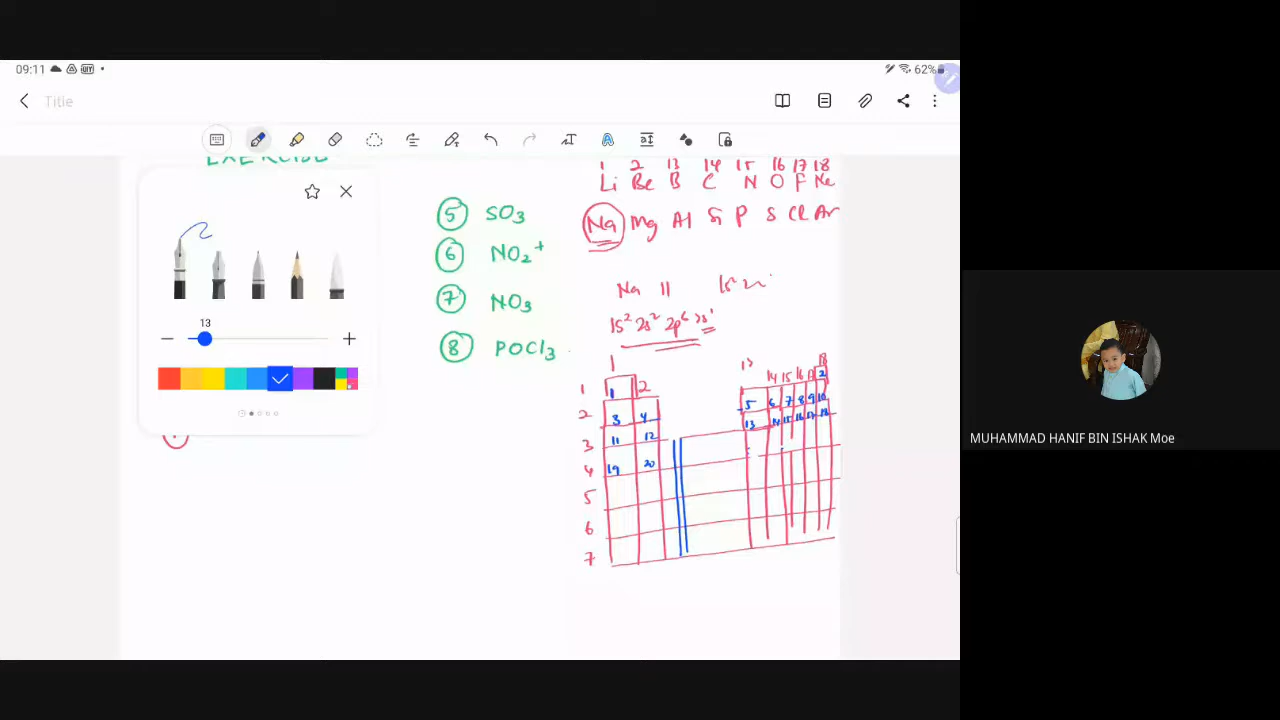 09:11
62%
Title
EXERCISE
13
5 SO3
6 NO2+
7 NO3
8 POCl3
1 2 13 14 15 16 17 18
Li Be B C N O F Ne
Na Mg Al Si P S Cl Ar
Na 11
1s2 2s2 2p6 3s1
1 18
1 1 2 14 15 16 17 2
2 3 4 5 6 7 8 9 10
3 11 12 13 14 15 16 17 18
4 19 20
5
6
7
MUHAMMAD HANIF BIN ISHAK Moe